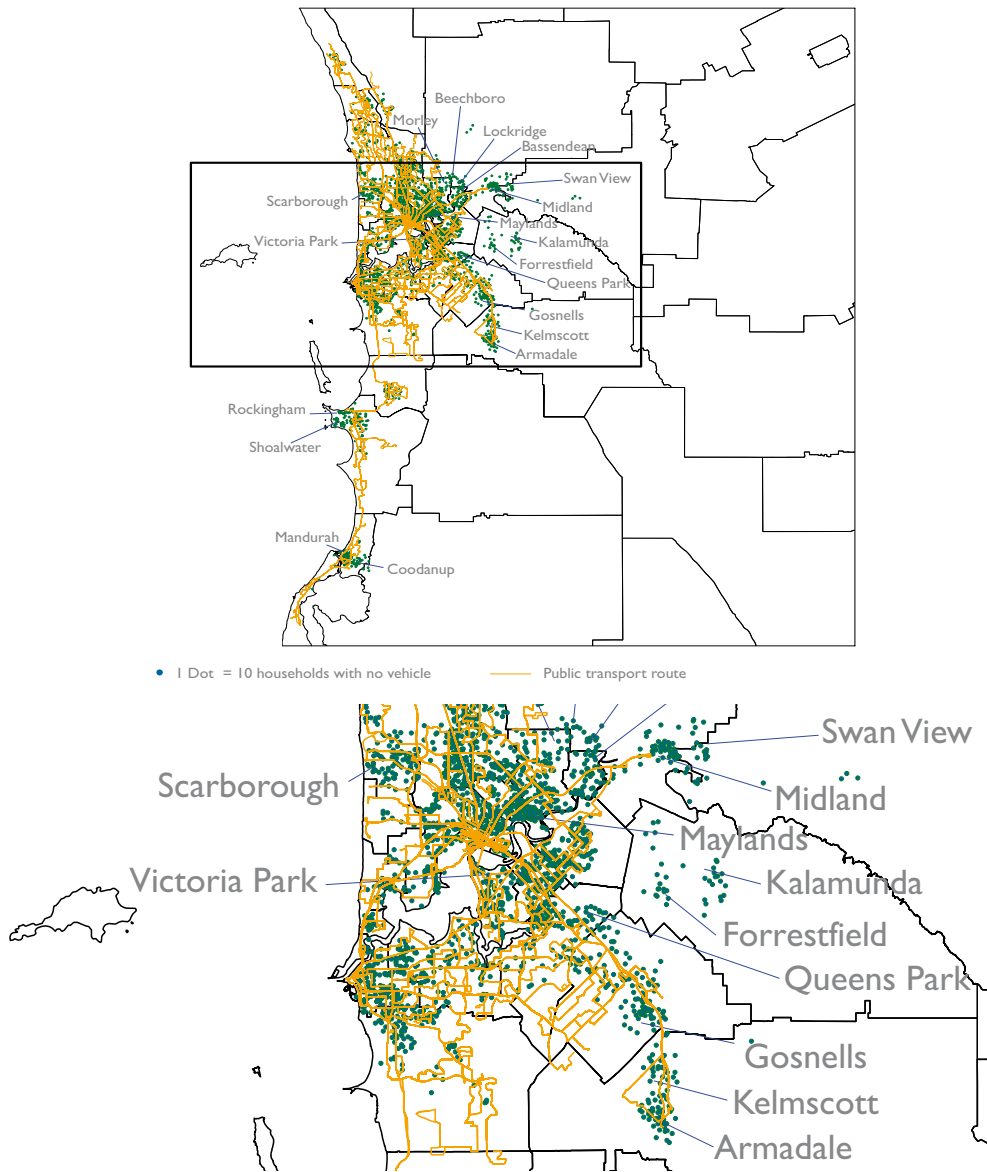 Beechboro
Morley
Lockridge
Bassendean
Swan View
Scarborough
Midland
Maylands
Victoria Park
Kalamunda
Forrestfield
Queens Park
Gosnells
Kelmscott
Armadale
Rockingham
Shoalwater
Mandurah
Coodanup
1 Dot = 10 households with no vehicle
Public transport route
Swan View
Scarborough
Midland
Maylands
Victoria Park
Kalamunda
Forrestfield
Queens Park
Gosnells
Kelmscott
Armadale